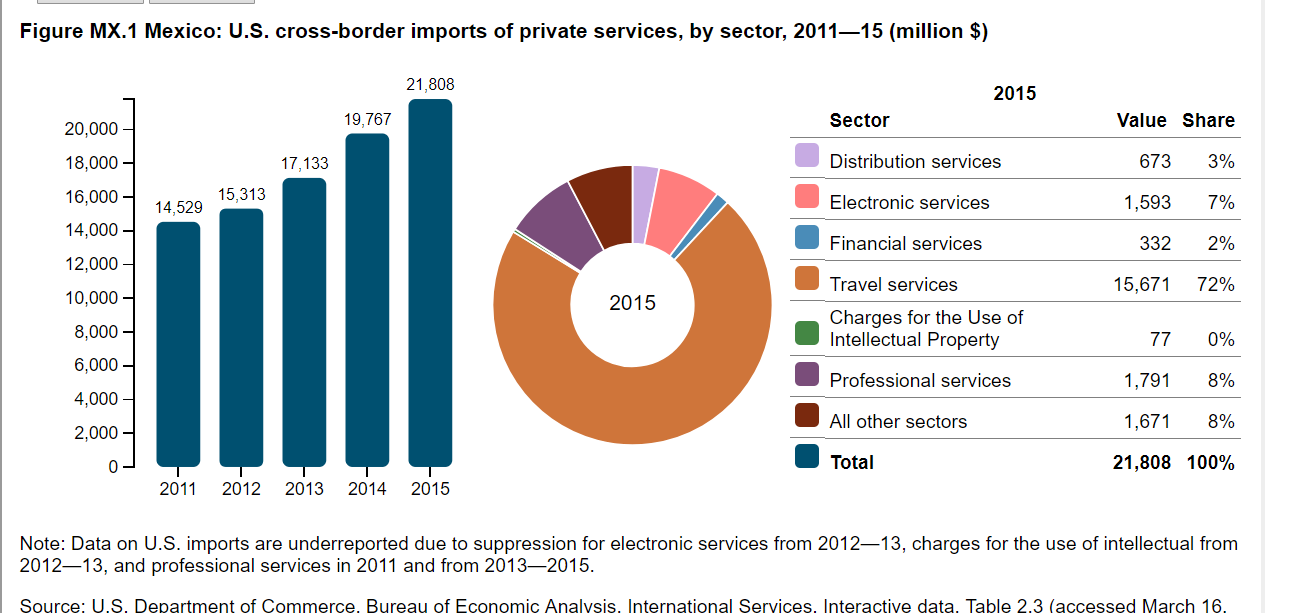 Figure MX.1 Mexico: U.S. cross-border imports of private services, by sector, 2011—15 (million $)
21,808
20,000
19,767
18,000
17,133
16,000
15,313
14,529
14,000
12,000
10,000
8,000
6,000
4,000
2,000
0
2011 2012 2013 2014 2015
2015
2015
Sector Value Share
Distribution services 673 3%
Electronic services 1,593 7%
Financial services 332 2%
Travel services 15,671 72%
Charges for the Use of
Intellectual Property 77 0%
Professional services 1,791 8%
All other sectors 1,671 8%
Total 21,808 100%
Note: Data on U.S. imports are underreported due to suppression for electronic services from 2012—13, charges for the use of intellectual from
2012—13, and professional services in 2011 and from 2013—2015.
Source: U.S. Department of Commerce, Bureau of Economic Analysis, International Services, Interactive data, Table 2.3 (accessed March 16,